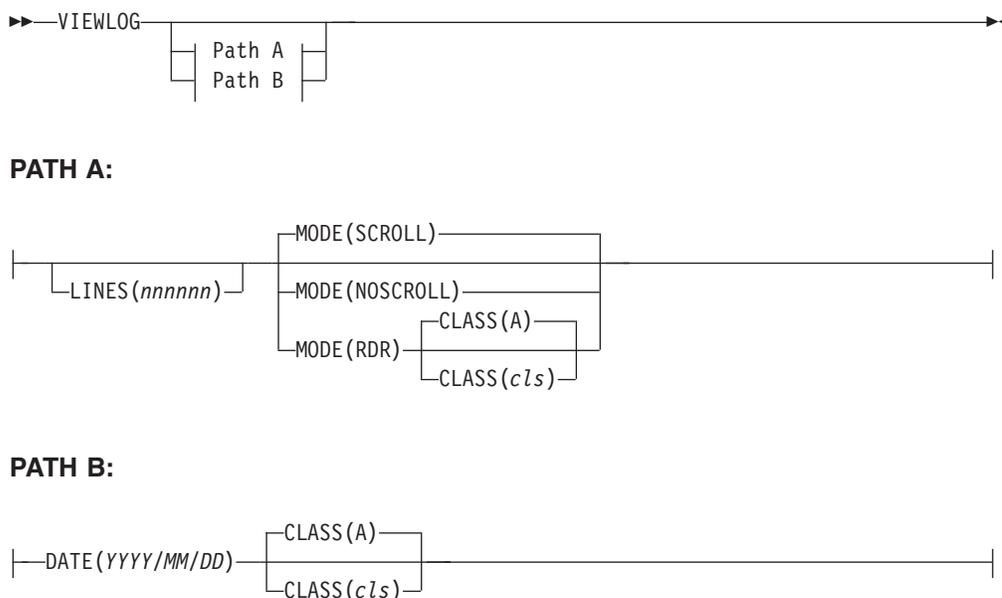 VIEWLOG
Path A
Path B
PATH A:
MODE(SCROLL)
LINES(nnnnnn)
MODE(NOSCROLL)
CLASS(A)
MODE(RDR)
CLASS(cls)
PATH B:
CLASS(A)
DATE(YYYY/MM/DD)
CLASS(cls)